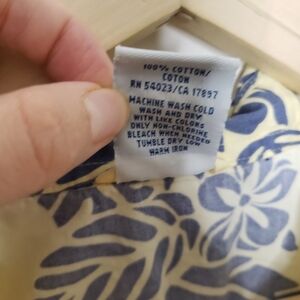 100% COTTON/
COTON
RN 54023/CA 17897
MACHINE WASH COLD
WASH AND DRY
WITH LIKE COLORS
ONLY NON-CHLORINE
BLEACH WHEN NEEDED
TUMBLE DRY LOW
WARM IRON